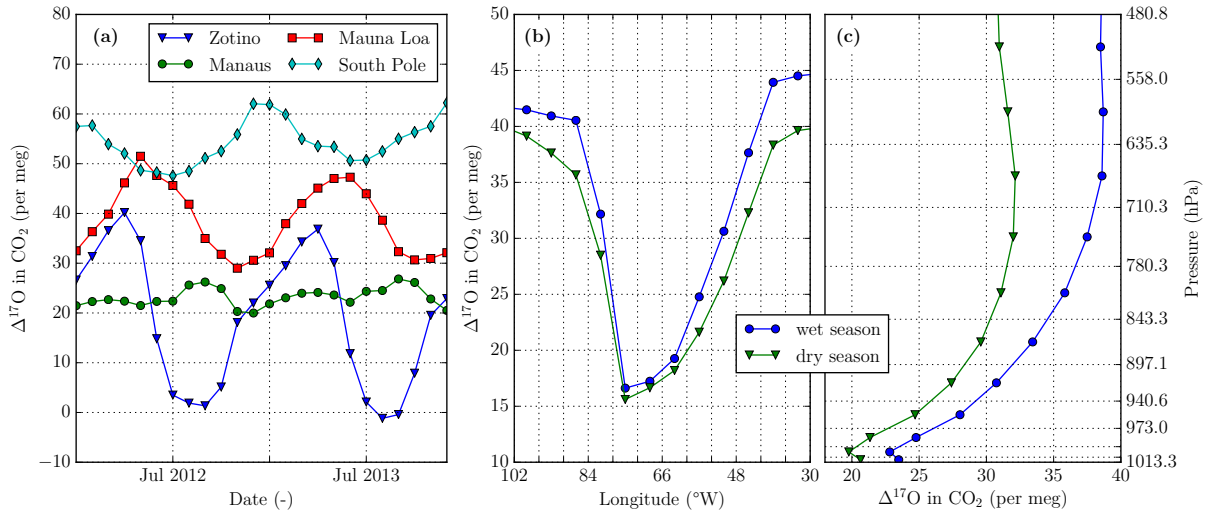 (a)
Zotino
Manaus
Mauna Loa
South Pole
80
70
60
50
40
30
20
10
0
−10
Δ¹⁷O in CO₂ (per meg)
Jul 2012
Jul 2013
Date (-)
(b)
50
45
40
35
30
25
20
15
10
Δ¹⁷O in CO₂ (per meg)
102
84
66
48
30
Longitude (°W)
wet season
dry season
(c)
480.8
558.0
635.3
710.3
780.3
843.3
897.1
940.6
973.0
1013.3
Pressure (hPa)
20
25
30
35
40
Δ¹⁷O in CO₂ (per meg)